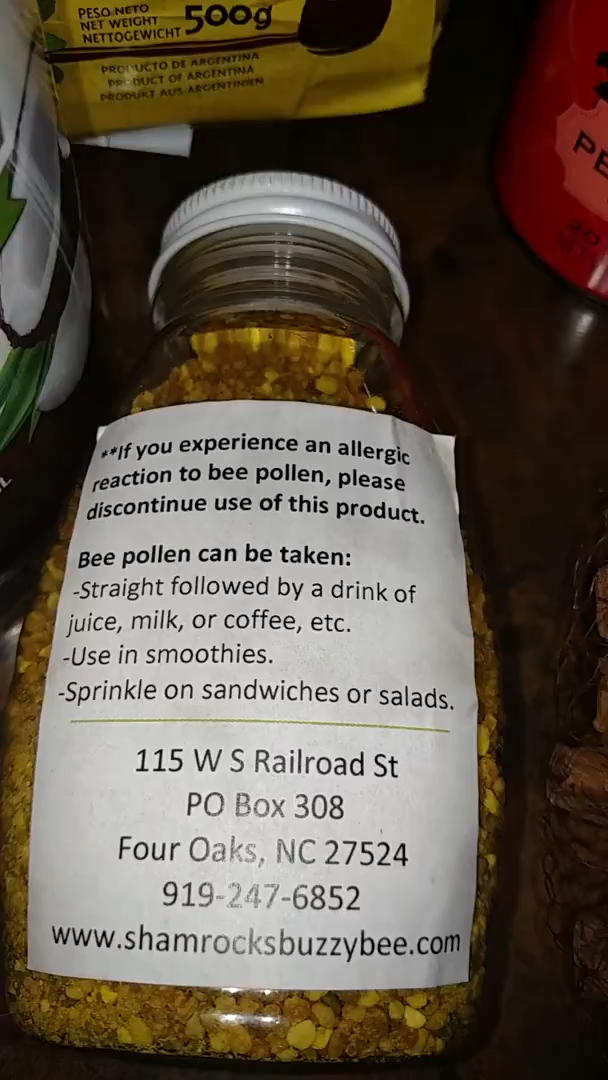 PESO NETO
NET WEIGHT
NETTOGEWICHT
500g
PRODUCTO DE ARGENTINA
PRODUCT OF ARGENTINA
PRODUKT AUS ARGENTINIEN
PE
**If you experience an allergic
reaction to bee pollen, please
discontinue use of this product.
Bee pollen can be taken:
-Straight followed by a drink of
juice, milk, or coffee, etc.
-Use in smoothies.
-Sprinkle on sandwiches or salads.
115 W S Railroad St
PO Box 308
Four Oaks, NC 27524
919-247-6852
www.shamrocksbuzzybee.com